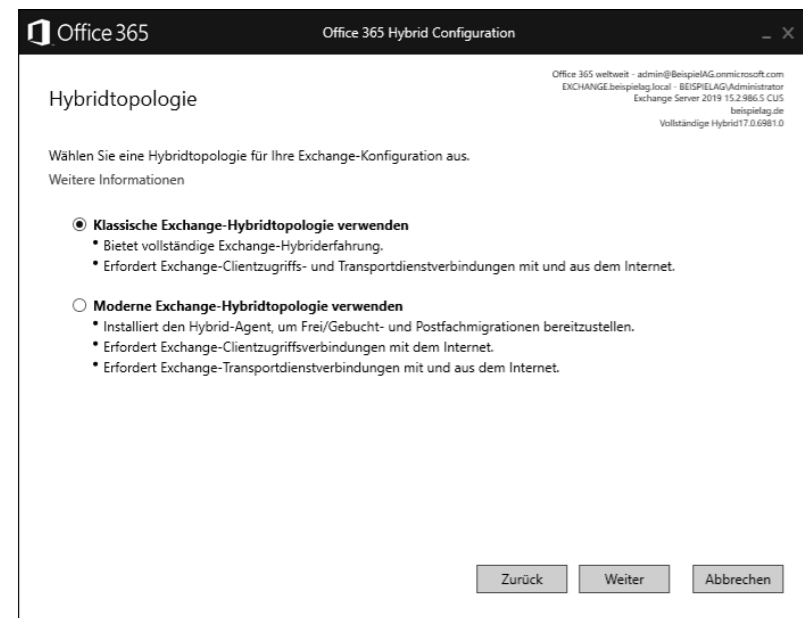 Office 365
Office 365 Hybrid Configuration
Office 365 weltweit - admin@BeispielAG.onmicrosoft.com
EXCHANGE.beispielag.local - BEISPIELAG\Administrator
Exchange Server 2019 15.2.986.5 CU5
beispielag.de
Vollständige Hybrid17.0.6981.0
Hybridtopologie
Wählen Sie eine Hybridtopologie für Ihre Exchange-Konfiguration aus.
Weitere Informationen
Klassische Exchange-Hybridtopologie verwenden
• Bietet vollständige Exchange-Hybriderfahrung.
• Erfordert Exchange-Clientzugriffs- und Transportdienstverbindungen mit und aus dem Internet.
Moderne Exchange-Hybridtopologie verwenden
• Installiert den Hybrid-Agent, um Frei/Gebucht- und Postfachmigrationen bereitzustellen.
• Erfordert Exchange-Clientzugriffsverbindungen mit dem Internet.
• Erfordert Exchange-Transportdienstverbindungen mit und aus dem Internet.
Zurück
Weiter
Abbrechen